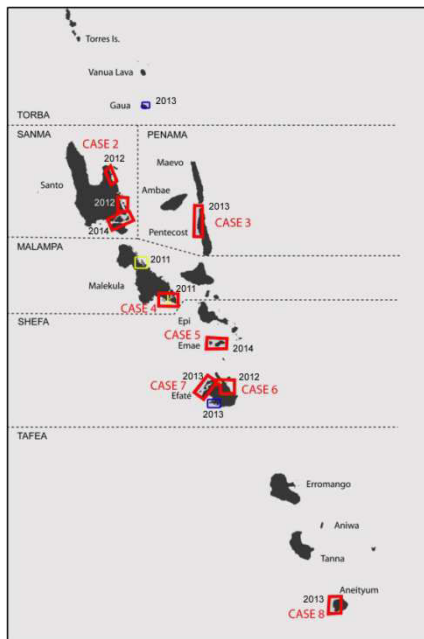 Torres Is.
Vanua Lava
2013
Gaua
TORBA
SANMA
PENAMA
CASE 2
2012
Maevo
Santo
Ambae
2012
2013
CASE 3
2014
Pentecost
MALAMPA
2011
Malekula
2011
CASE 4
SHEFA
Epi
CASE 5
Emae
2014
2013
2012
CASE 7
CASE 6
Efaté
2013
TAFEA
Erromango
Aniwa
Tanna
Aneityum
2013
CASE 8